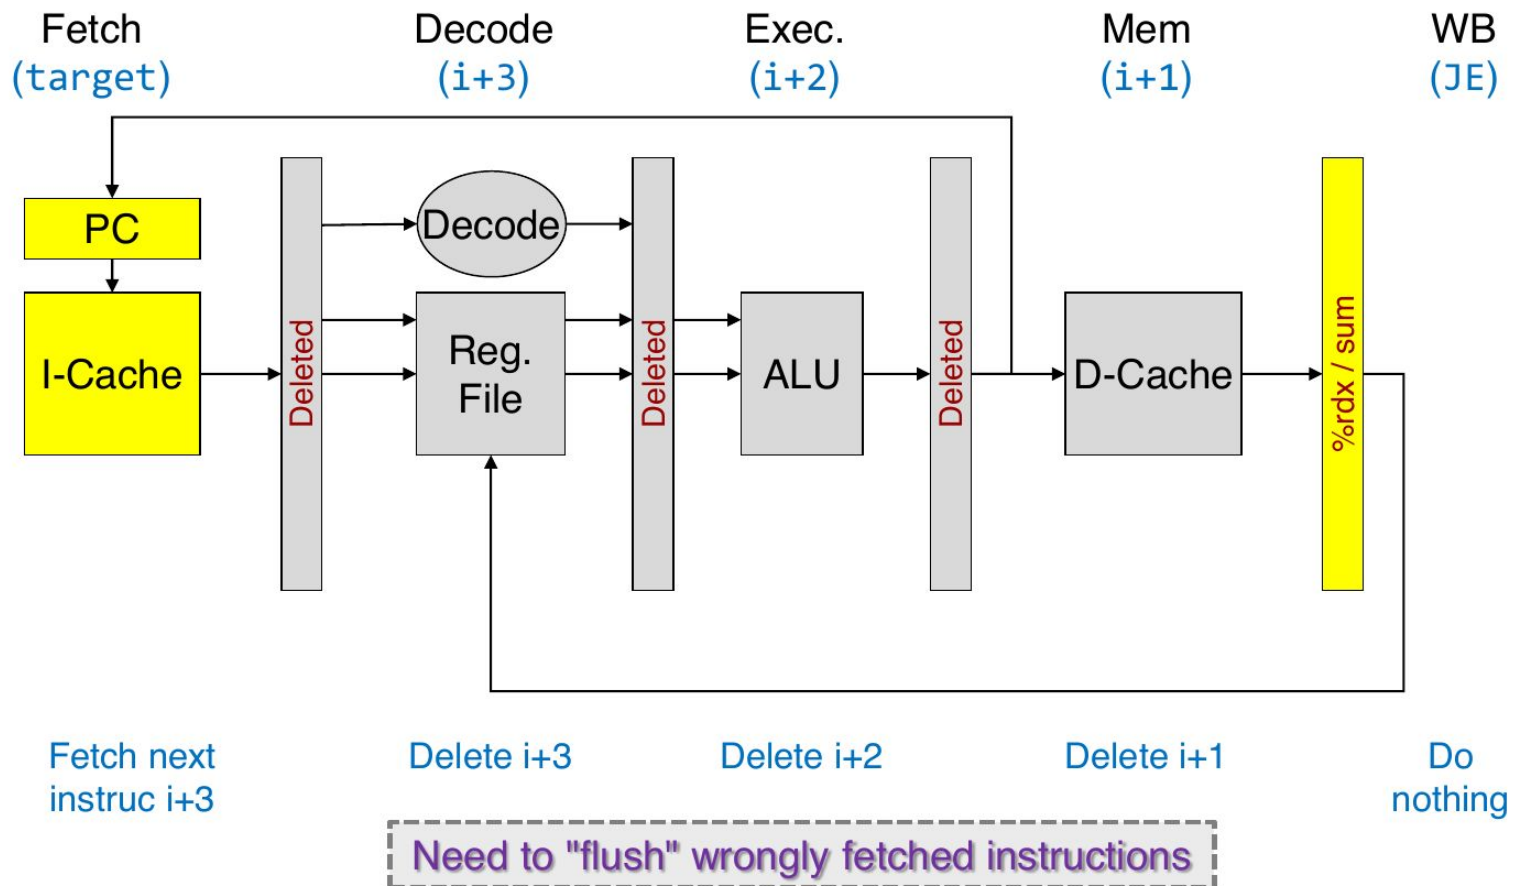 Fetch
(target)
Decode
(i+3)
Exec.
(i+2)
Mem
(i+1)
WB
(JE)
PC
I-Cache
Deleted
Decode
Reg.
File
Deleted
ALU
Deleted
D-Cache
%rdx / sum
Fetch next
instruc i+3
Delete i+3
Delete i+2
Delete i+1
Do
nothing
Need to "flush" wrongly fetched instructions